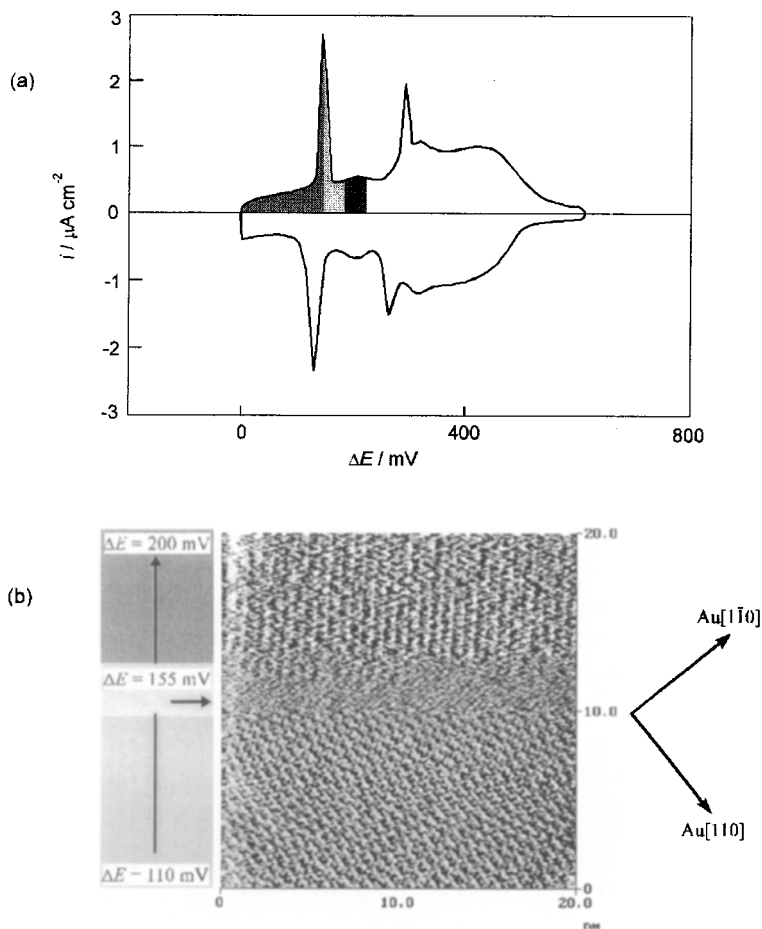 (a)
3
2
1
0
-1
-2
-3
i / μA cm⁻²
0
400
800
ΔE / mV
(b)
ΔE = 200 mV
ΔE = 155 mV
ΔE – 110 mV
20.0
10.0
0
0
10.0
20.0
nm
Au[11̄0]
Au[110]